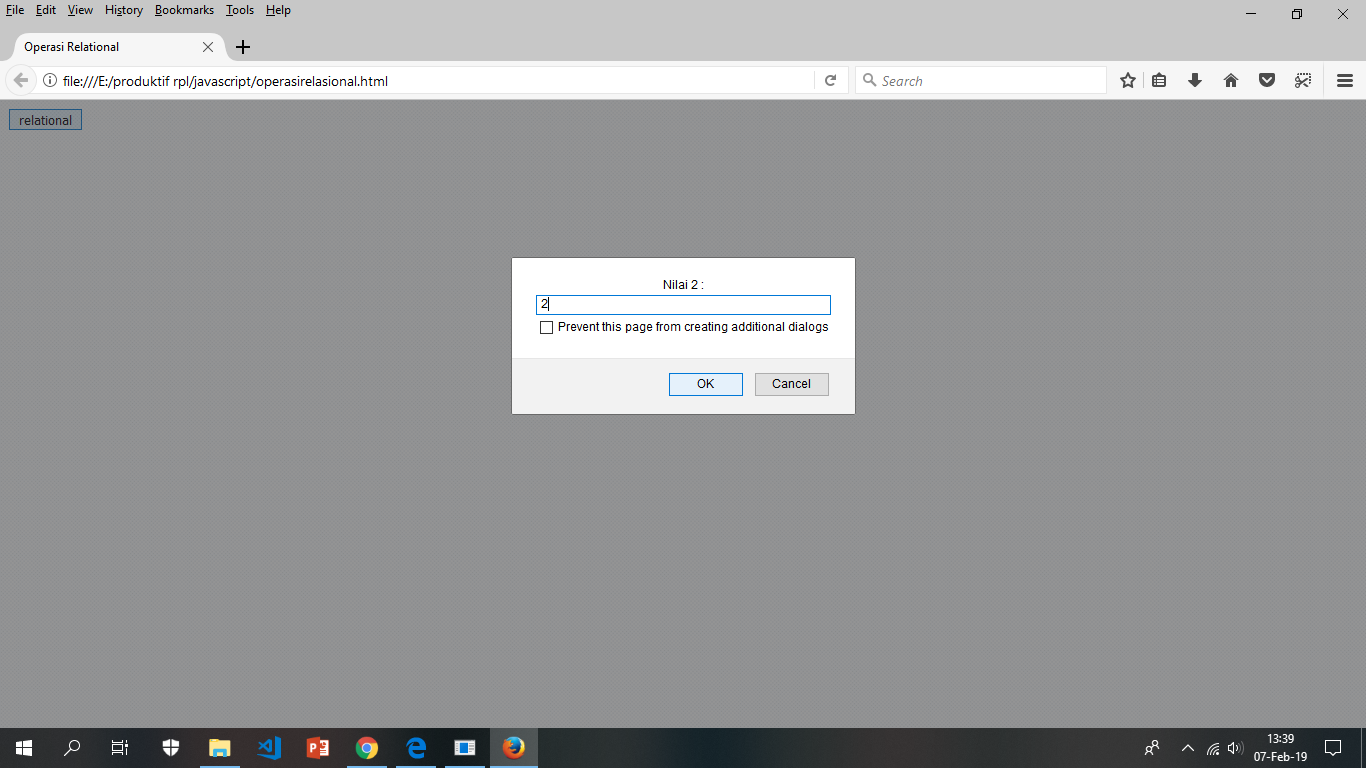 File Edit View History Bookmarks Tools Help
Operasi Relational
file:///E:/produktif rpl/javascript/operasirelasional.html
Search
relational
Nilai 2 :
2
Prevent this page from creating additional dialogs
OK Cancel
13:39
07-Feb-19